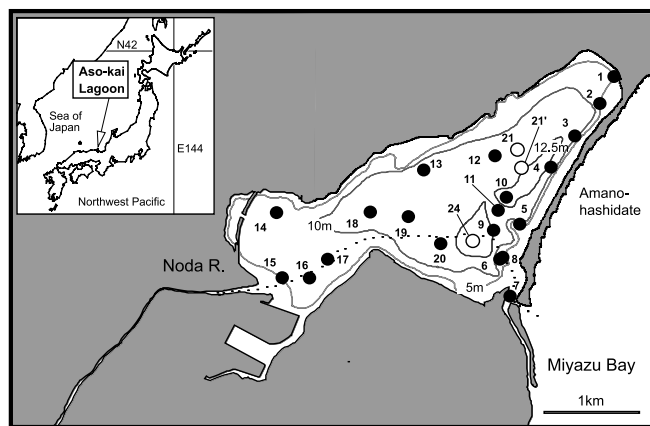 N42
Aso-kai
Lagoon
Sea of
Japan
E144
Northwest Pacific
1
2
3
21'
21
12.5m
12
4
13
10
11
Amano-
hashidate
5
24
9
14
10m
18
19
20
6
8
15
16
17
Noda R.
5m
7
Miyazu Bay
1km